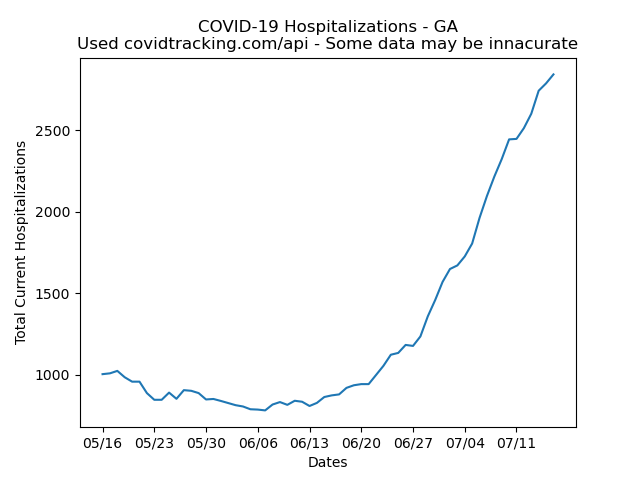 COVID-19 Hospitalizations - GA
Used covidtracking.com/api - Some data may be innacurate
Total Current Hospitalizations
2500
2000
1500
1000
05/16 05/23 05/30 06/06 06/13 06/20 06/27 07/04 07/11
Dates